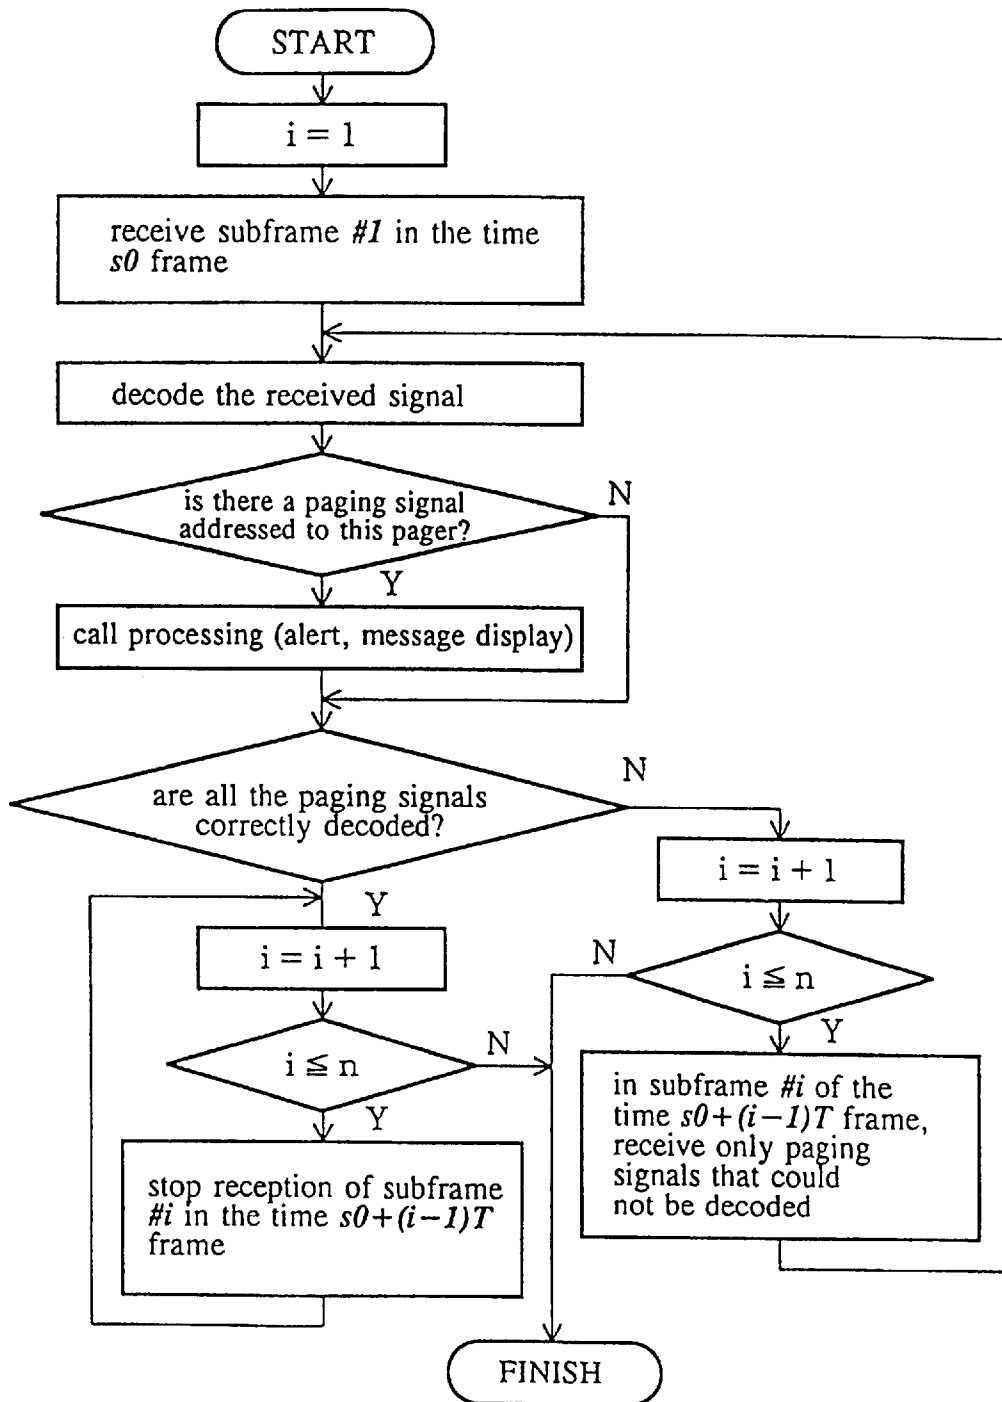 START
i = 1
receive subframe #1 in the time
s0 frame
decode the received signal
is there a paging signal
addressed to this pager?
N
Y
call processing (alert, message display)
are all the paging signals
correctly decoded?
N
Y
i = i + 1
i ≦ n
N
Y
stop reception of subframe
#i in the time s0+(i−1)T
frame
i = i + 1
i ≦ n
N
Y
in subframe #i of the
time s0+(i−1)T frame,
receive only paging
signals that could
not be decoded
FINISH